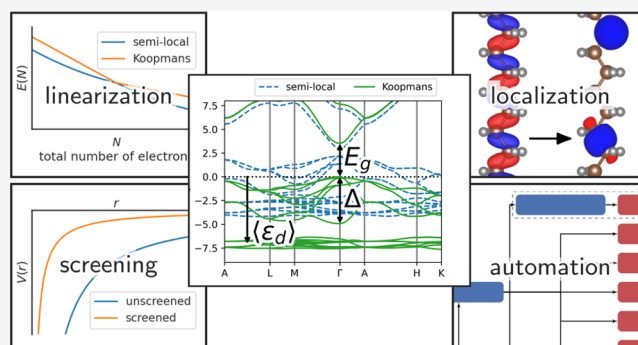 semi-local
Koopmans
E(N)
linearization
N
total number of electron
semi-local
Koopmans
7.5
5.0
2.5
0.0
−2.5
−5.0
−7.5
E_g
Δ
⟨ε_d⟩
A
L
M
Γ
A
H
K
localization
r
V(r)
screening
unscreened
screened
automation